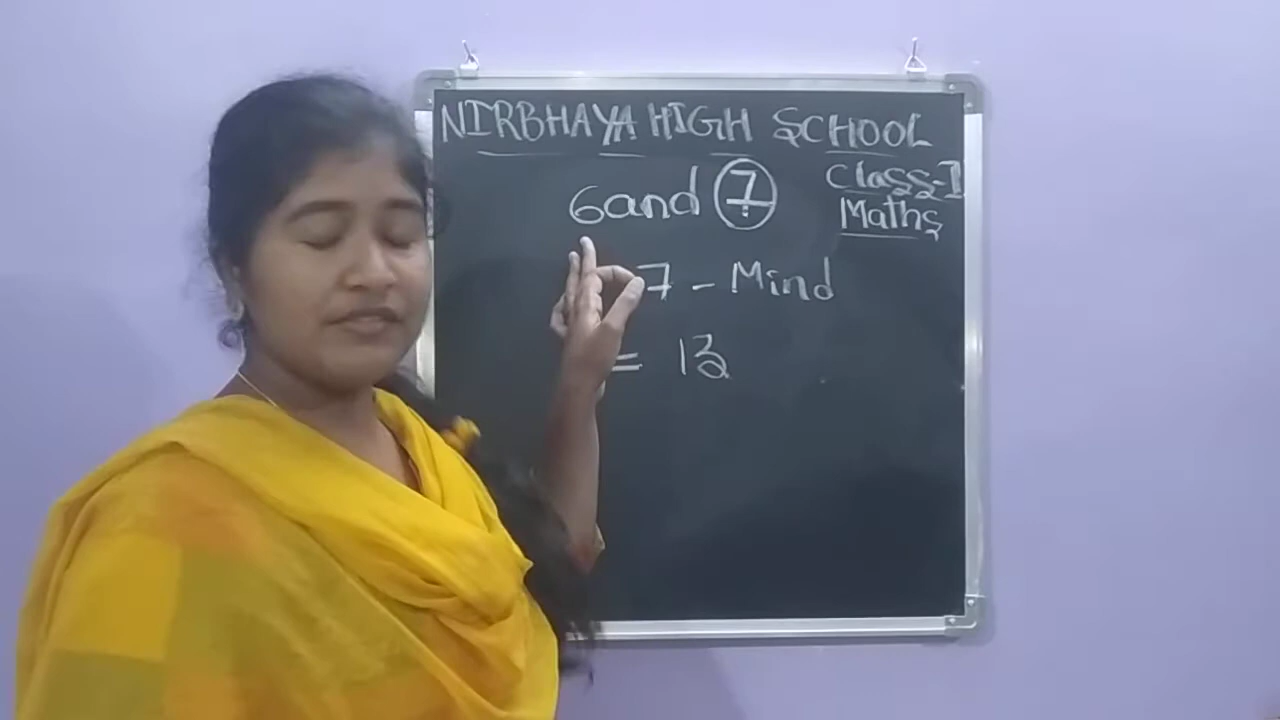 NIRBHAYA HIGH SCHOOL
Class-I
Maths
6and 7
7 - Mind
= 13